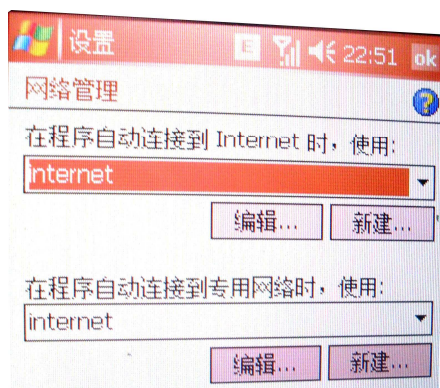 设置 E 22:51 ok
网络管理
?
在程序自动连接到 Internet 时，使用:
internet
编辑... 新建...
在程序自动连接到专用网络时，使用:
internet
编辑... 新建...